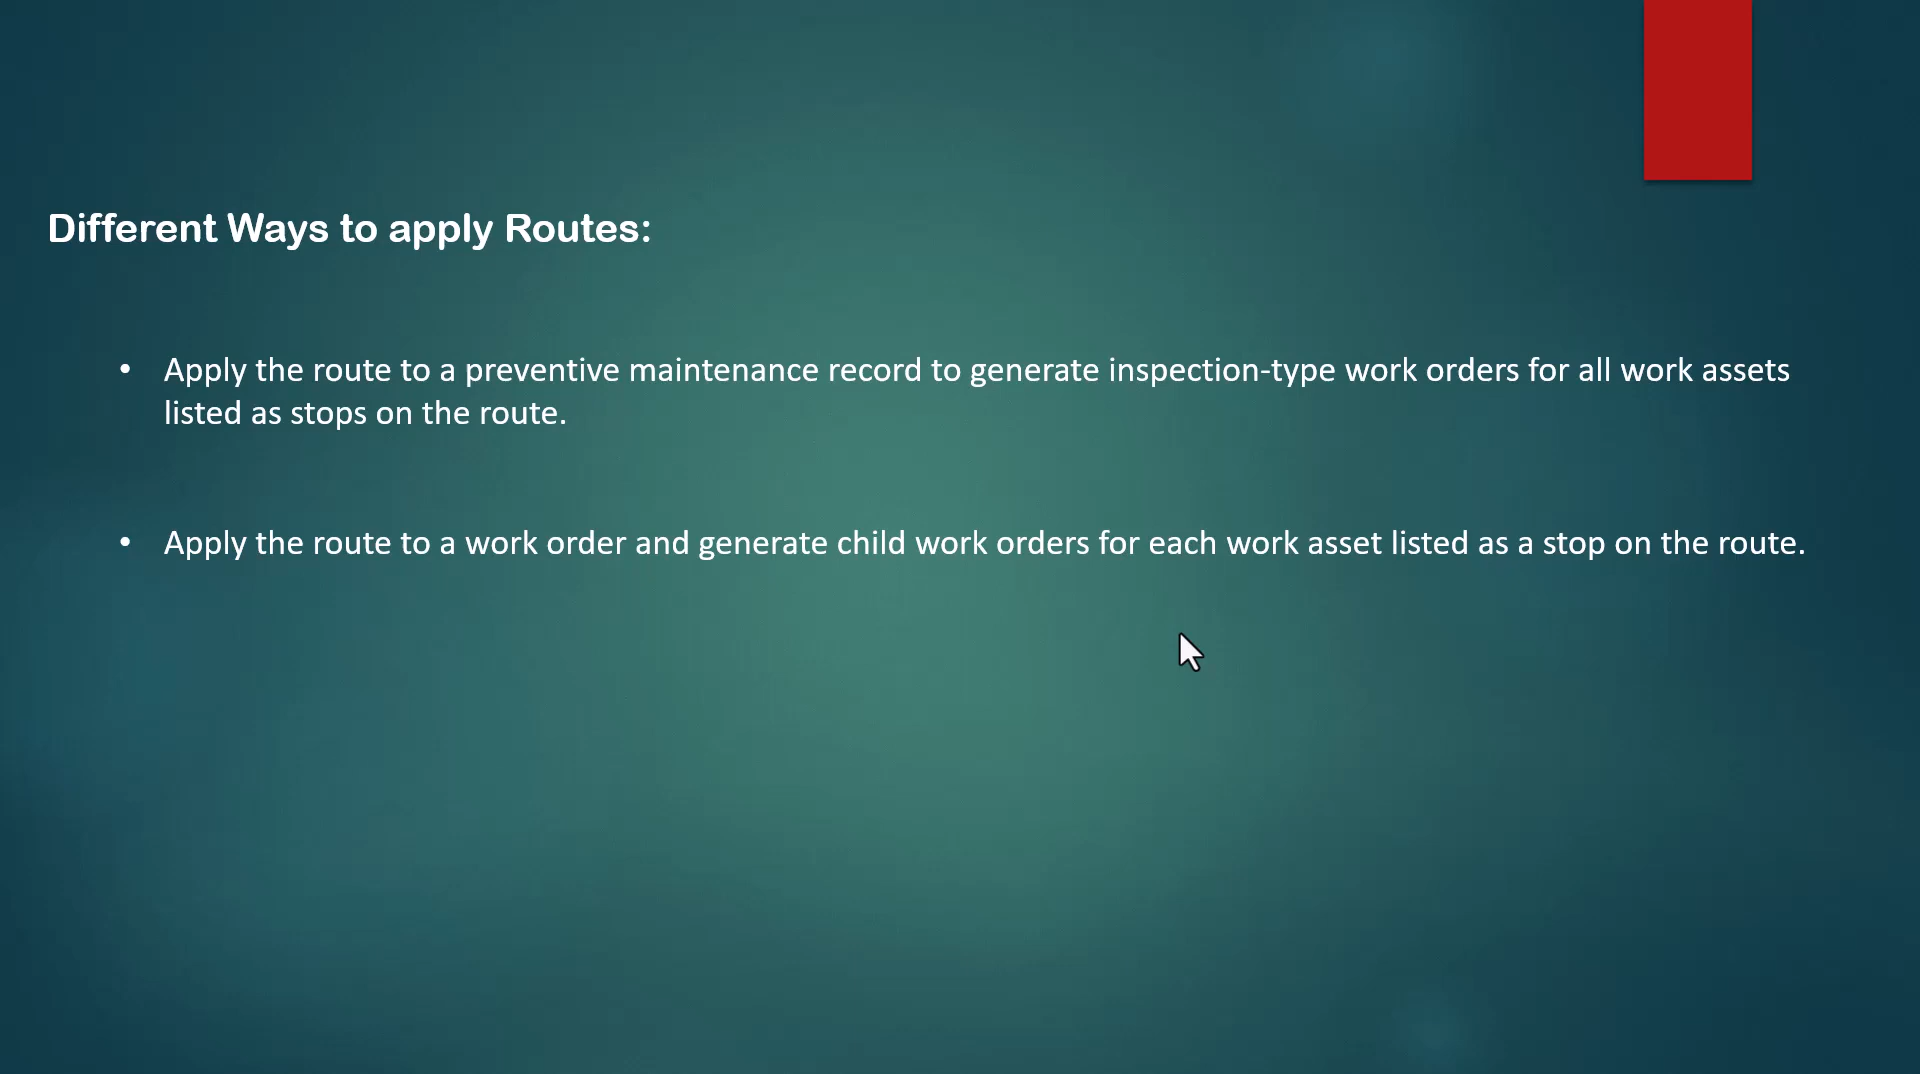 Different Ways to apply Routes:
• Apply the route to a preventive maintenance record to generate inspection-type work orders for all work assets
listed as stops on the route.
• Apply the route to a work order and generate child work orders for each work asset listed as a stop on the route.